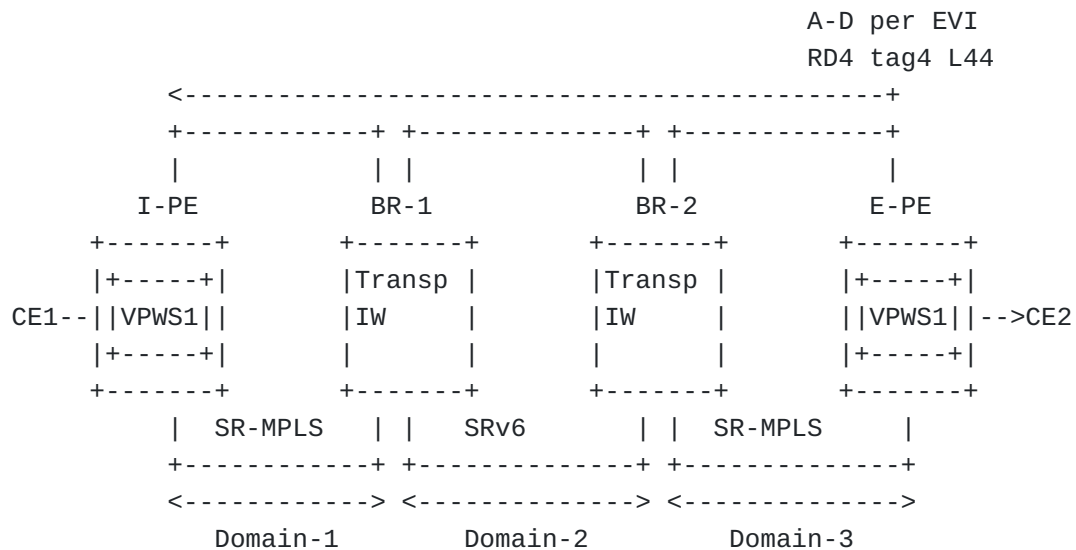 A-D per EVI
RD4 tag4 L44
<---------------------------------------------+
+------------+ +--------------+ +-------------+
|            | |              | |             |
I-PE           BR-1             BR-2           E-PE
+-------+       +-------+       +-------+       +-------+
|+-----+|       |Transp |       |Transp |       |+-----+|
CE1--||VPWS1||       |IW     |       |IW     |       ||VPWS1||-->CE2
|+-----+|       |       |       |       |       |+-----+|
+-------+       +-------+       +-------+       +-------+
|  SR-MPLS   | |   SRv6       | |  SR-MPLS     |
+------------+ +--------------+ +--------------+
<------------> <--------------> <-------------->
Domain-1        Domain-2         Domain-3